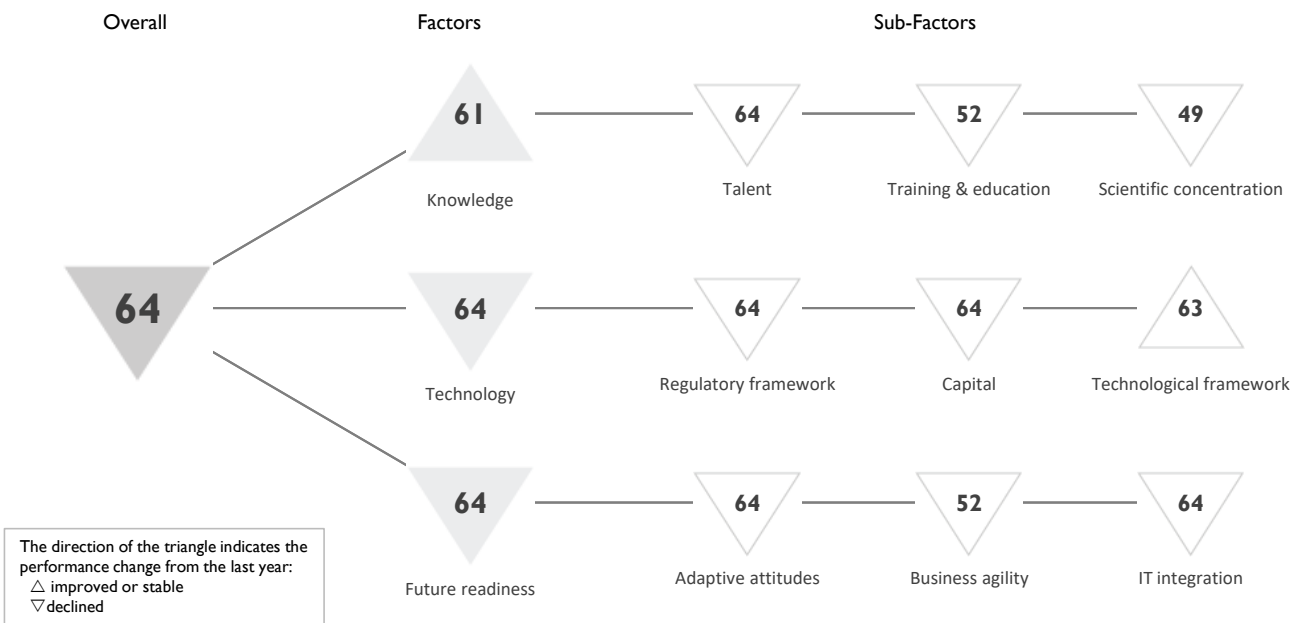 Overall Factors Sub-Factors
61 64 52 49
Knowledge Talent Training & education Scientific concentration
64 64 64 64 63
Technology Regulatory framework Capital Technological framework
64 64 52 64
Future readiness Adaptive attitudes Business agility IT integration
The direction of the triangle indicates the
performance change from the last year:
△ improved or stable
▽ declined